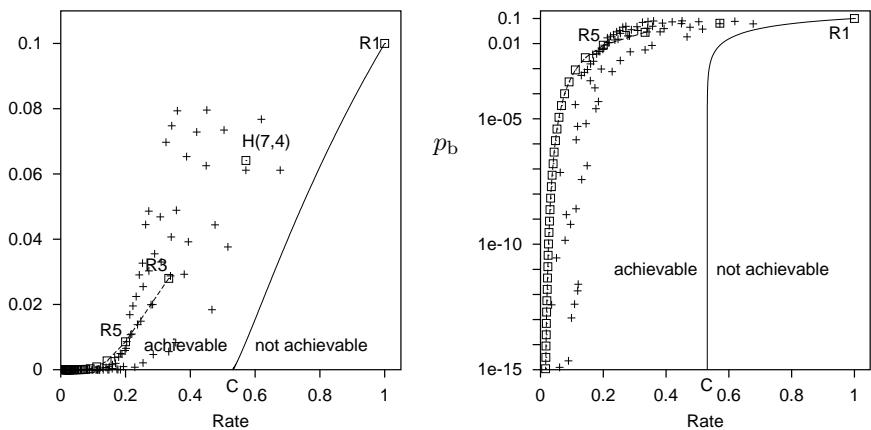 0.1
0.08
0.06
0.04
0.02
0
R1
H(7,4)
R3
R5
achievable
not achievable
0
0.2
0.4
C
0.6
0.8
1
Rate
p_b
0.1
0.01
1e-05
1e-10
1e-15
R5
R1
achievable
not achievable
0
0.2
0.4
C
0.6
0.8
1
Rate